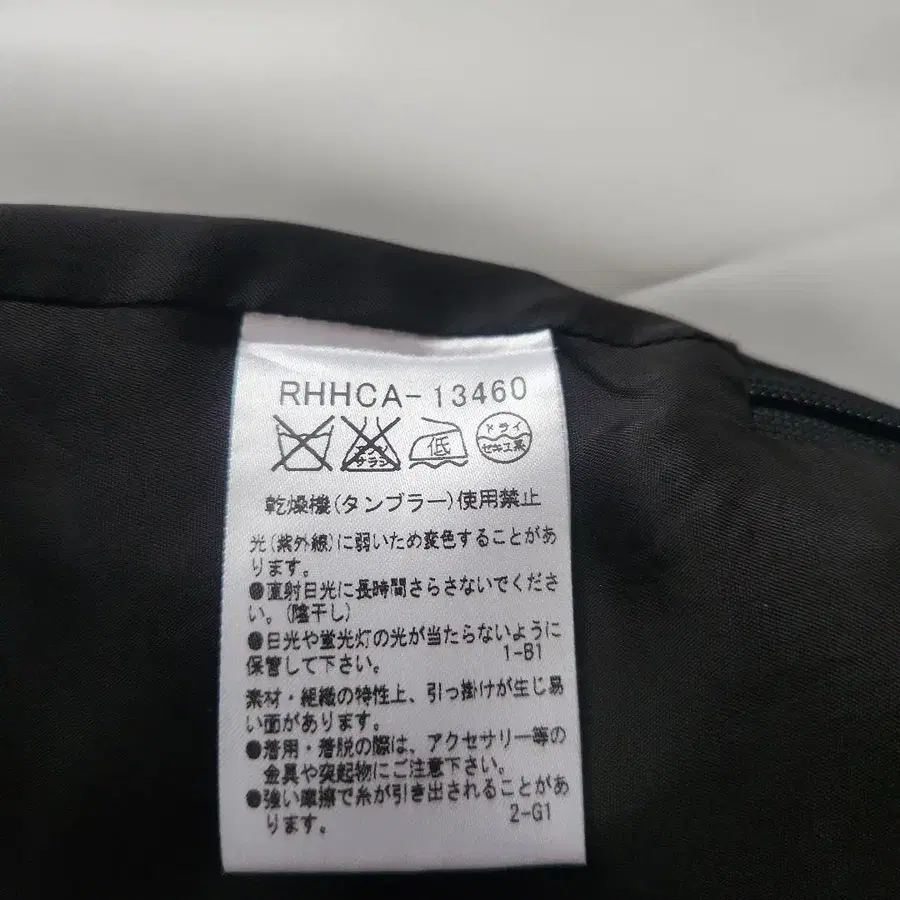 RHHCA-13460
エンソ サラシ 低 ドライ セキユ系
乾燥機(タンブラー)使用禁止
光(紫外線)に弱いため変色することがあ
ります。
●直射日光に長時間さらさないでくださ
い。(陰干し)
●日光や蛍光灯の光が当たらないように
保管して下さい。 1-B1
素材・組織の特性上、引っ掛けが生じ易
い面があります。
●着用・着脱の際は、アクセサリー等の
金具や突起物にご注意下さい。
●強い摩擦で糸が引き出されることがあ
ります。 2-G1